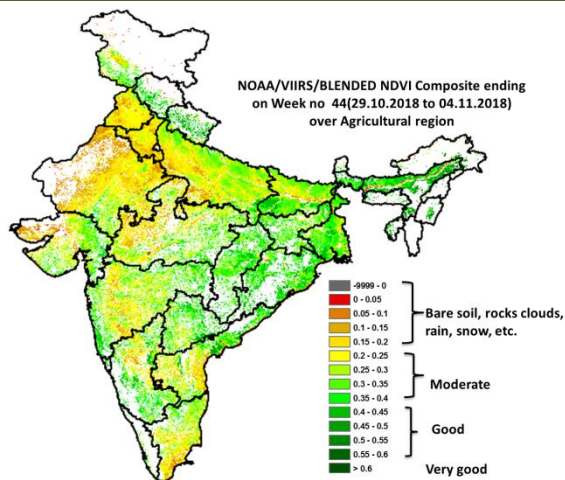 NOAA/VIIRS/BLENDED NDVI Composite ending
on Week no 44(29.10.2018 to 04.11.2018)
over Agricultural region
-9999 - 0
0 - 0.05
0.05 - 0.1
0.1 - 0.15
0.15 - 0.2
0.2 - 0.25
0.25 - 0.3
0.3 - 0.35
0.35 - 0.4
0.4 - 0.45
0.45 - 0.5
0.5 - 0.55
0.55 - 0.6
> 0.6
Bare soil, rocks clouds,
rain, snow, etc.
Moderate
Good
Very good